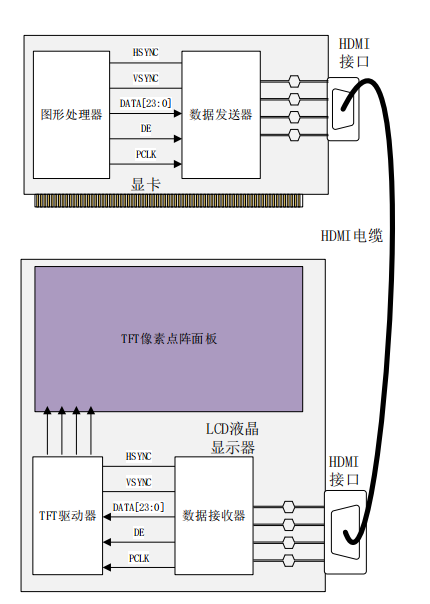 HDMI
接口
HSYNC
VSYNC
DATA[23:0]
DE
PCLK
图形处理器
数据发送器
显卡
HDMI电缆
TFT像素点阵面板
LCD液晶
显示器
HSYNC
VSYNC
DATA[23:0]
DE
PCLK
TFT驱动器
数据接收器
HDMI
接口